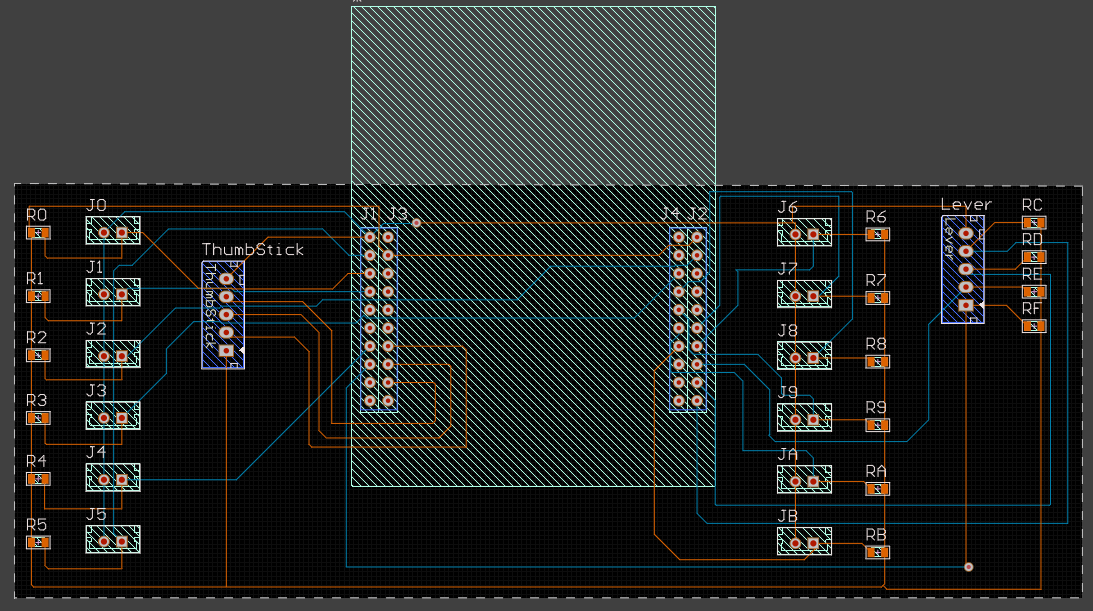 J0
R0
J1
R1
J2
R2
J3
R3
J4
R4
J5
R5
ThumbStick
ThumbStick
J1 J3
J4 J2
J6
R6
J7
R7
J8
R8
J9
R9
JA
RA
JB
RB
Lever
Lever
RC
RD
RE
RF